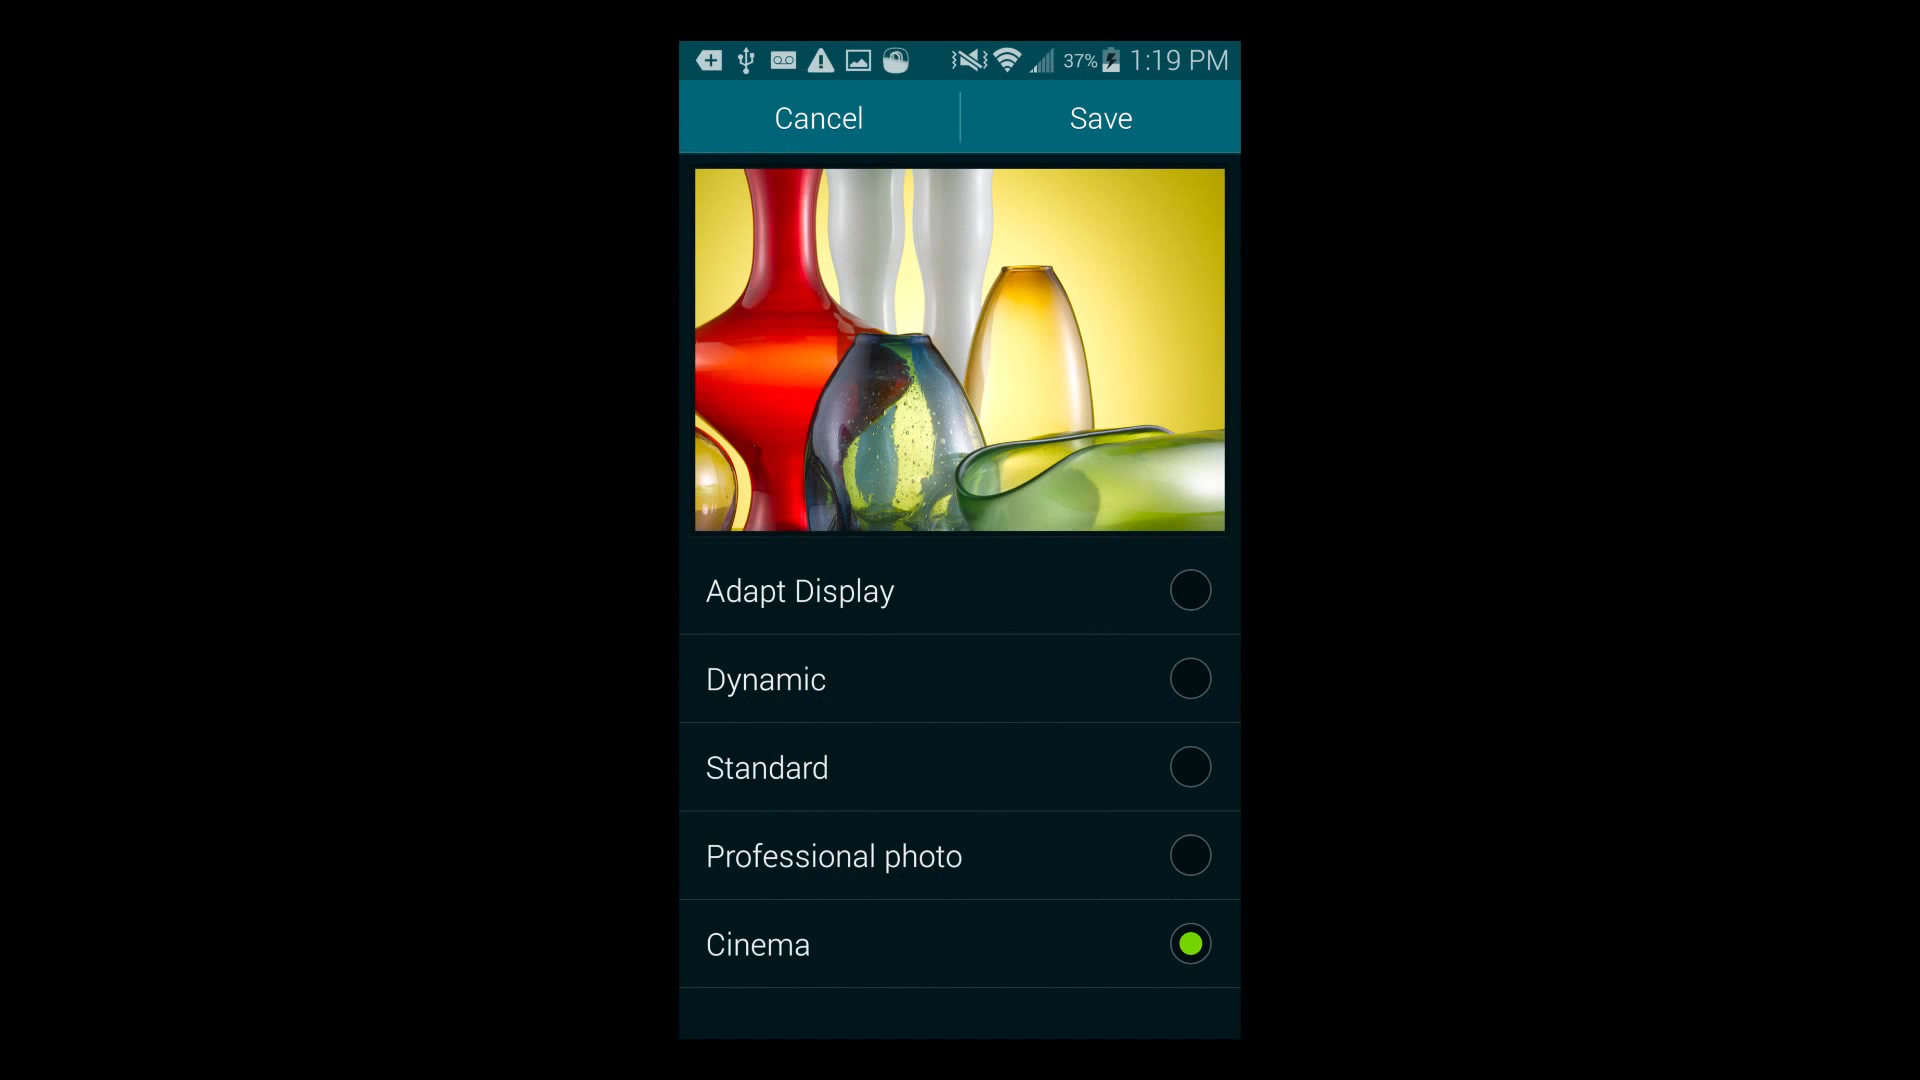 37% 1:19 PM
Cancel Save
Adapt Display
Dynamic
Standard
Professional photo
Cinema